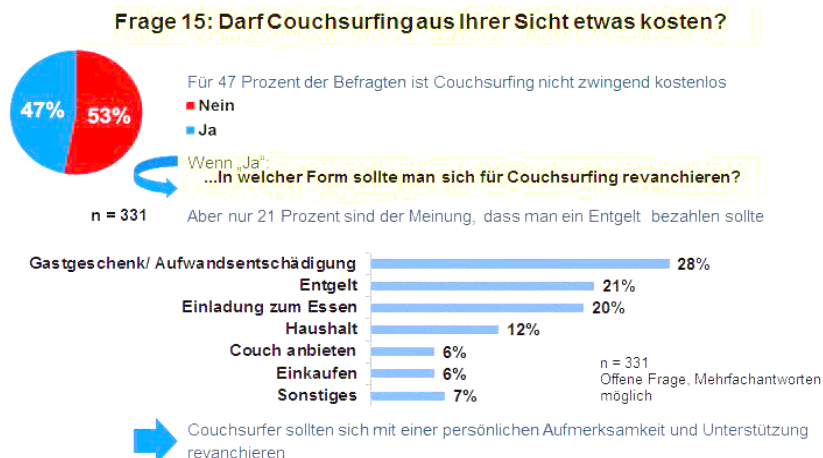 Frage 15: Darf Couchsurfing aus Ihrer Sicht etwas kosten?
Für 47 Prozent der Befragten ist Couchsurfing nicht zwingend kostenlos
47%
53%
Nein
Ja
Wenn „Ja“:
...In welcher Form sollte man sich für Couchsurfing revanchieren?
n = 331
Aber nur 21 Prozent sind der Meinung, dass man ein Entgelt bezahlen sollte
Gastgeschenk/ Aufwandsentschädigung 28%
Entgelt 21%
Einladung zum Essen 20%
Haushalt 12%
Couch anbieten 6%
Einkaufen 6%
Sonstiges 7%
n = 331
Offene Frage, Mehrfachantworten
möglich
Couchsurfer sollten sich mit einer persönlichen Aufmerksamkeit und Unterstützung
revanchieren